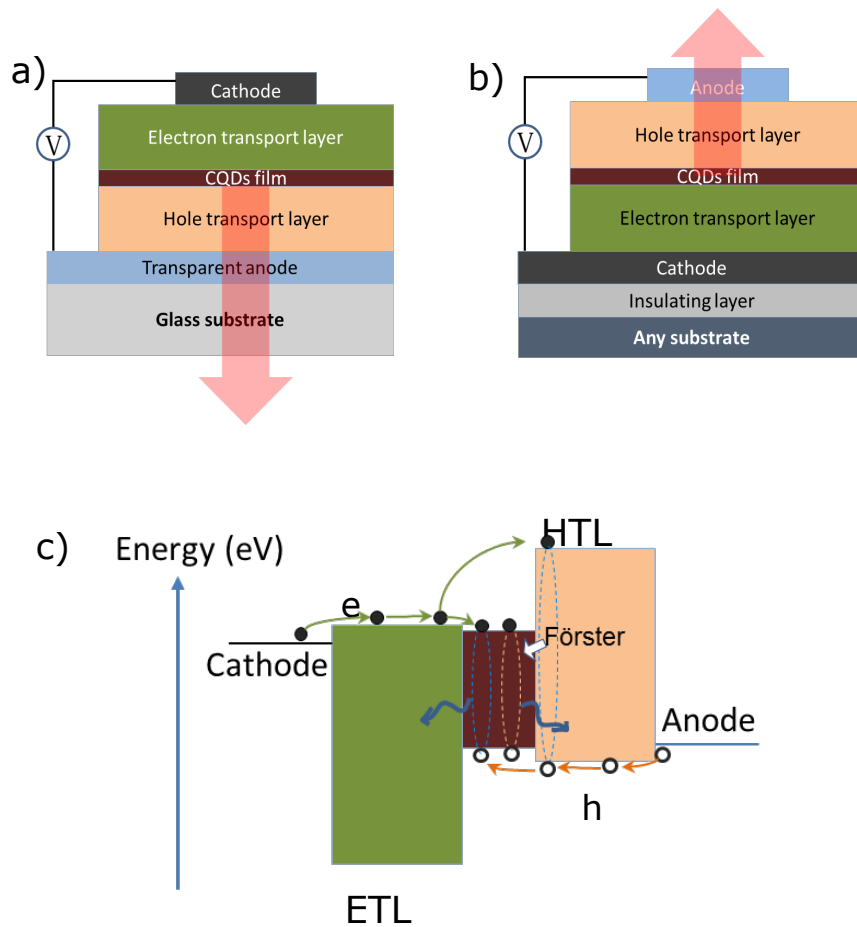 a)
Cathode
V
Electron transport layer
CQDs film
Hole transport layer
Transparent anode
Glass substrate
b)
Anode
V
Hole transport layer
CQDs film
Electron transport layer
Cathode
Insulating layer
Any substrate
c)
Energy (eV)
HTL
e
Förster
Cathode
Anode
h
ETL